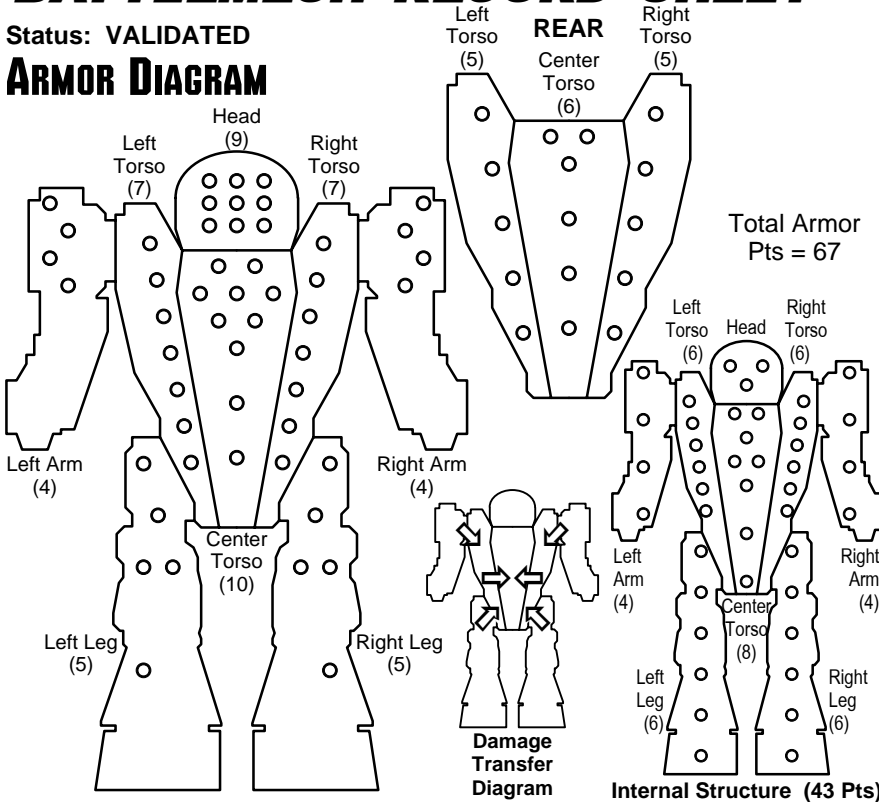 Status: VALIDATED
ARMOR DIAGRAM
Head
(9)
Left
Torso
(7)
Right
Torso
(7)
Left Arm
(4)
Right Arm
(4)
Center
Torso
(10)
Left Leg
(5)
Right Leg
(5)
Left
Torso
(5)
REAR
Center
Torso
(6)
Right
Torso
(5)
Total Armor
Pts = 67
Damage
Transfer
Diagram
Left
Torso
(6)
Head
Right
Torso
(6)
Left
Arm
(4)
Right
Arm
(4)
Center
Torso
(8)
Left
Leg
(6)
Right
Leg
(6)
Internal Structure (43 Pts)